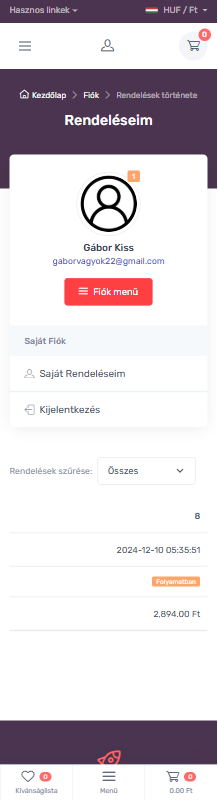 Hasznos linkek
HUF / Ft
0
Kezdőlap > Fiók > Rendelések története
Rendeléseim
1
Gábor Kiss
gaborvagyok22@gmail.com
Fiók menü
Saját Fiók
Saját Rendeléseim
Kijelentkezés
Rendelések szűrése:
Összes
8
2024-12-10 05:35:51
Folyamatban
2,894.00 Ft
0
0
Kívánságlista
Menü
0.00 Ft